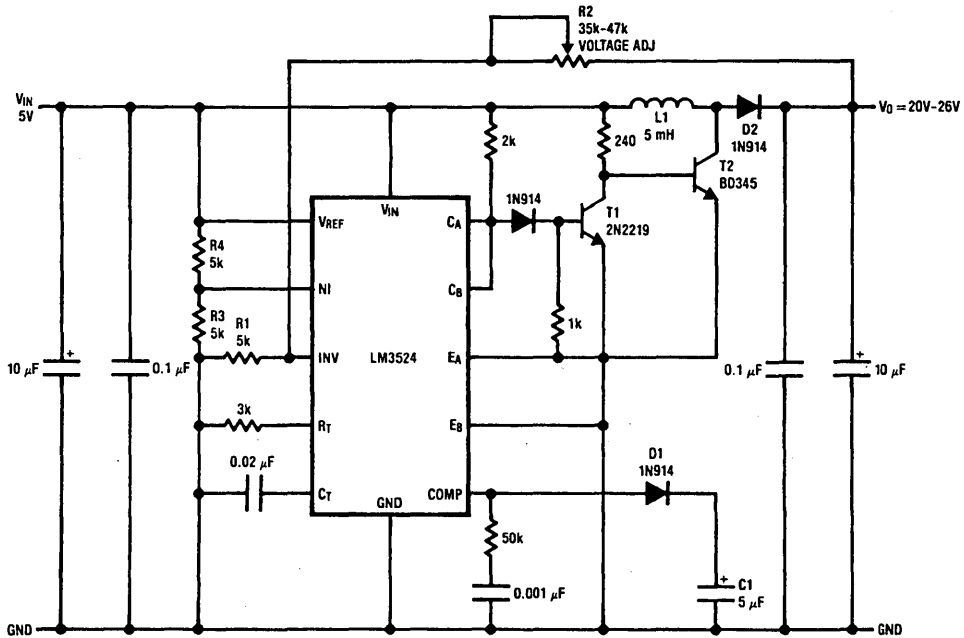 R2
35k-47k
VOLTAGE ADJ
VIN
5V
VO = 20V-26V
L1
5 mH
D2
1N914
2k
240
T2
BD345
1N914
T1
2N2219
VIN
VREF
CA
R4
5k
NI
CB
R3
5k
R1
5k
1k
INV
LM3524
EA
10 µF
+
0.1 µF
0.1 µF
+
10 µF
3k
RT
EB
0.02 µF
D1
1N914
CT
GND
COMP
50k
+
C1
5 µF
0.001 µF
GND
GND